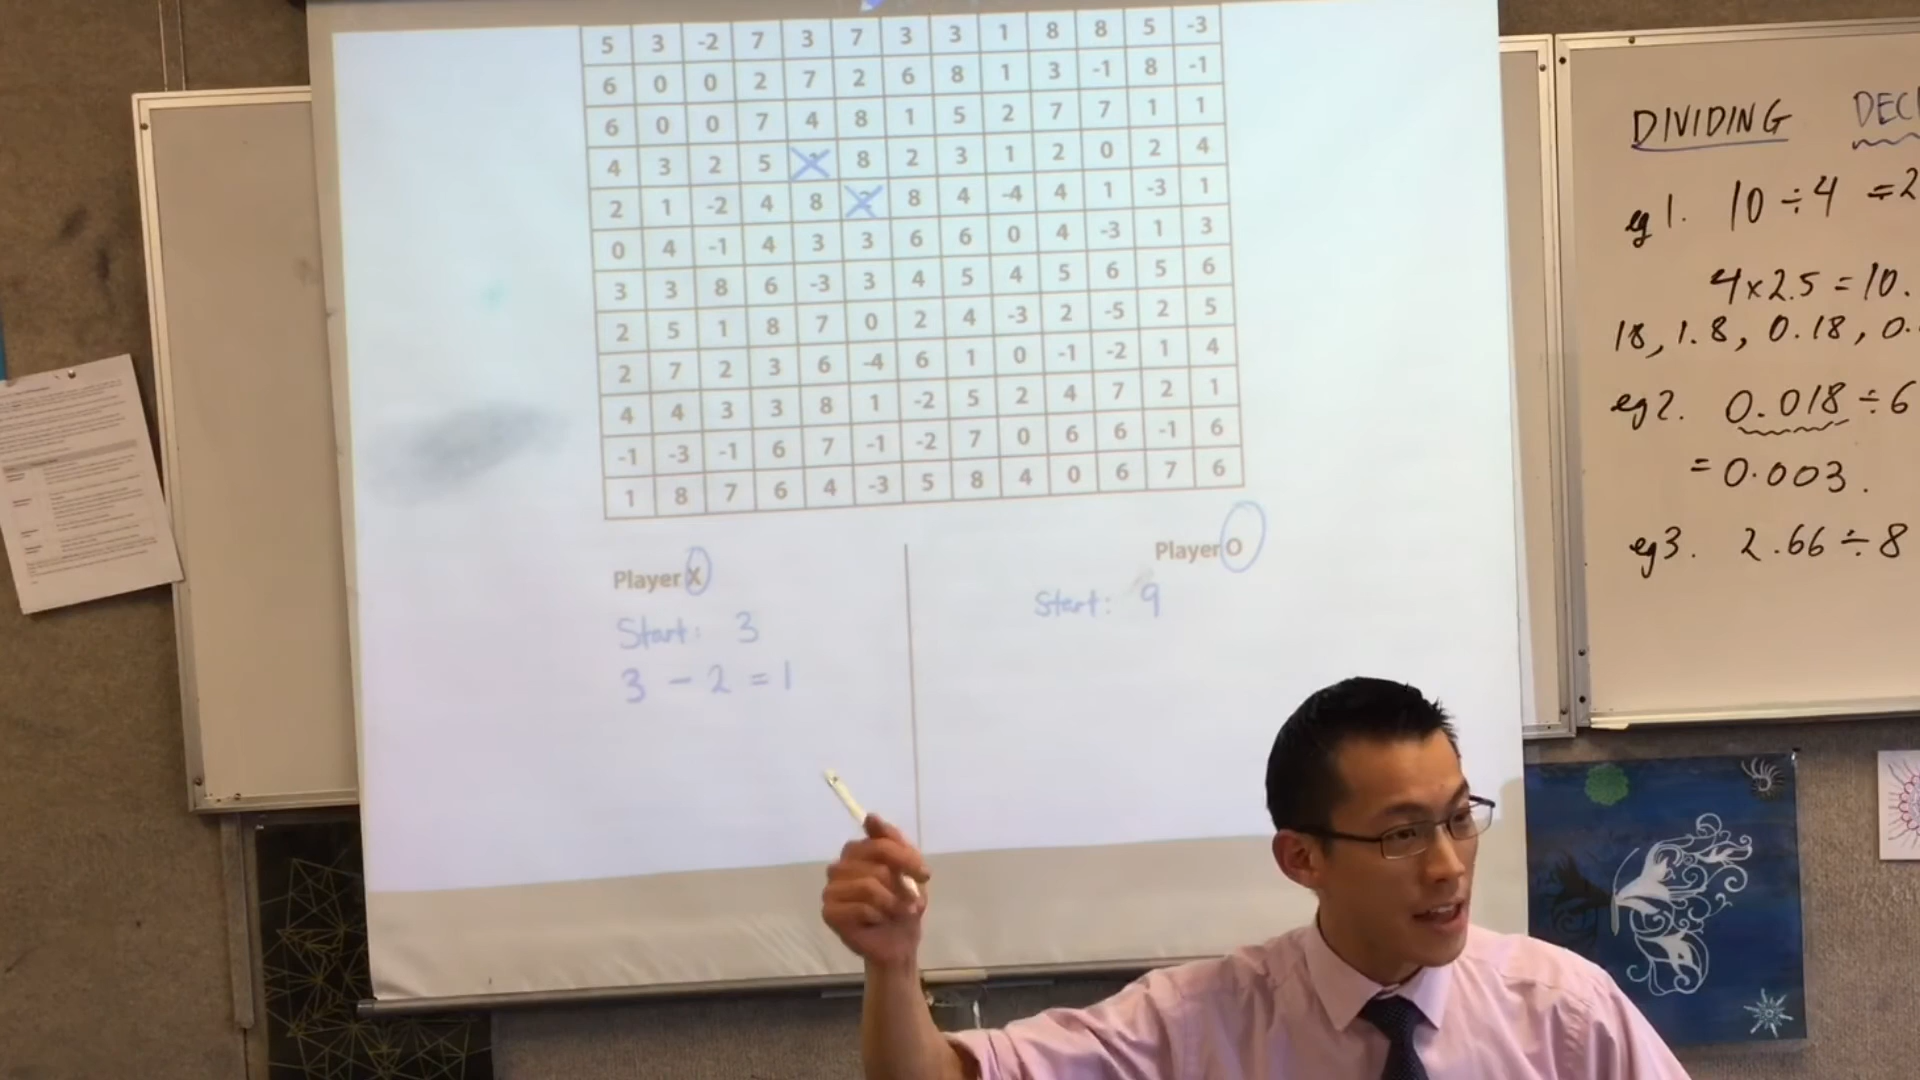 5 3 -2 7 3 7 3 3 1 8 8 5 -3
6 0 0 2 7 2 6 8 1 3 -1 8 -1
6 0 0 7 4 8 1 5 2 7 7 1 1
4 3 2 5 8 2 3 1 2 0 2 4
2 1 -2 4 8 8 4 -4 4 1 -3 1
0 4 -1 4 3 3 6 6 0 4 -3 1 3
3 3 8 6 -3 3 4 5 4 5 6 5 6
2 5 1 8 7 0 2 4 -3 2 -5 2 5
2 7 2 3 6 -4 6 1 0 -1 -2 1 4
4 4 3 3 8 1 -2 5 2 4 7 2 1
-1 -3 -1 6 7 -1 -2 7 0 6 6 -1 6
1 8 7 6 4 -3 5 8 4 0 6 7 6
Player X
Start: 3
3 - 2 = 1
Player O
Start: 9
DIVIDING DEC
eg 1. 10 ÷ 4 = 2
4 × 2.5 = 10.
18, 1.8, 0.18, 0.
eg 2. 0.018 ÷ 6
= 0.003.
eg 3. 2.66 ÷ 8